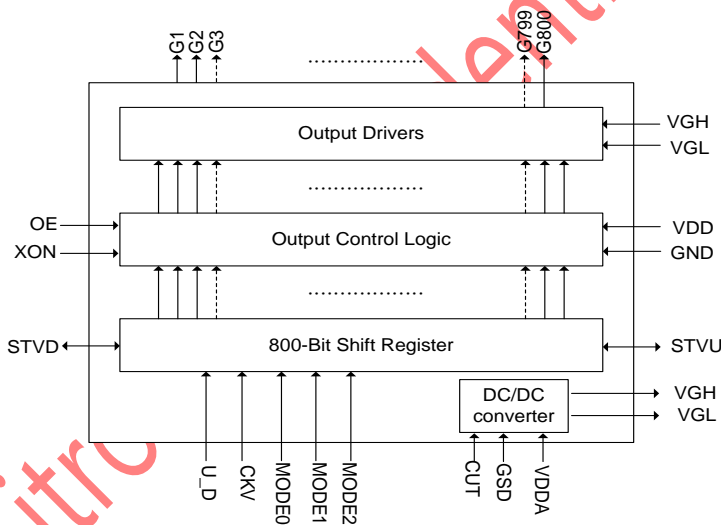 G1 G2 G3 .................... G799 G800
Output Drivers
VGH
VGL
....................
OE
XON
Output Control Logic
VDD
GND
....................
STVD
800-Bit Shift Register
STVU
DC/DC
converter
VGH
VGL
U_D CKV MODE0 MODE1 MODE2 CUT GSD VDDA